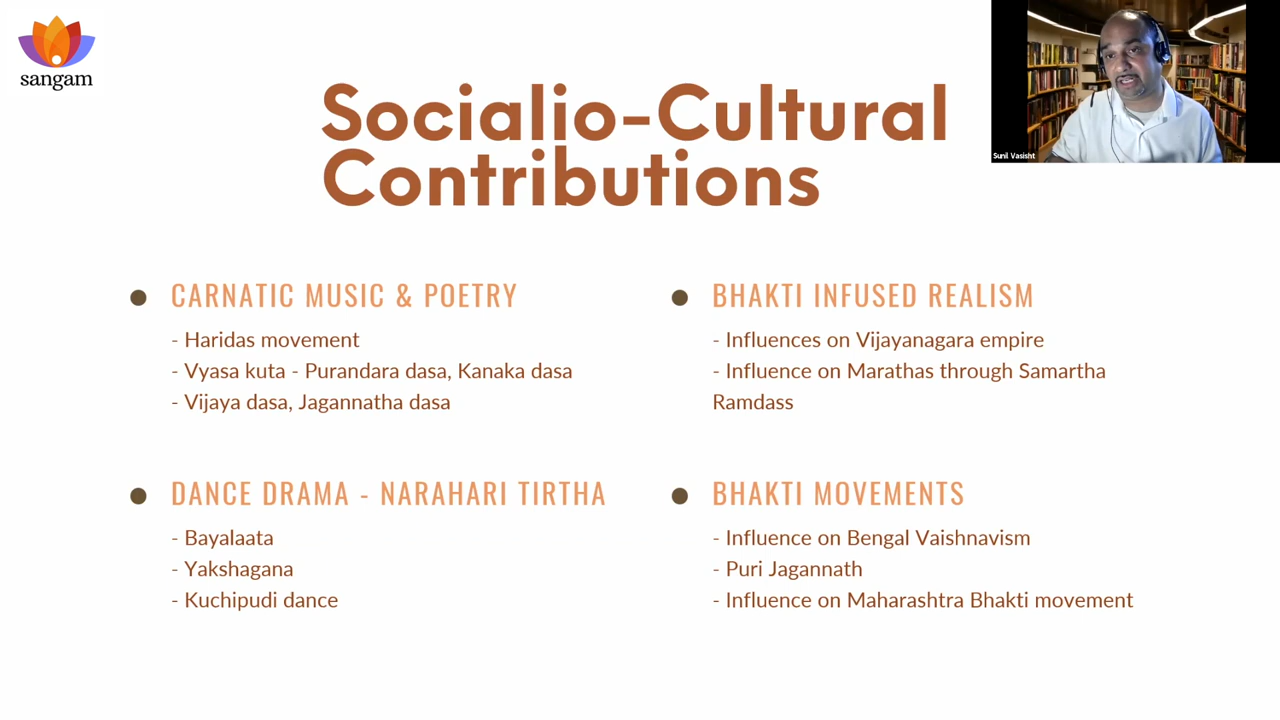 sangam
Socialio-Cultural
Contributions
Sunil Vasisht
CARNATIC MUSIC & POETRY
- Haridas movement
- Vyasa kuta - Purandara dasa, Kanaka dasa
- Vijaya dasa, Jagannatha dasa
BHAKTI INFUSED REALISM
- Influences on Vijayanagara empire
- Influence on Marathas through Samartha
Ramdass
DANCE DRAMA - NARAHARI TIRTHA
- Bayalaata
- Yakshagana
- Kuchipudi dance
BHAKTI MOVEMENTS
- Influence on Bengal Vaishnavism
- Puri Jagannath
- Influence on Maharashtra Bhakti movement